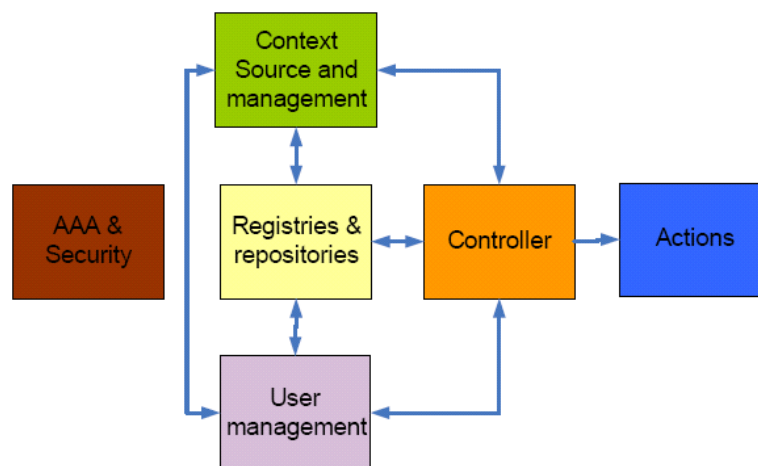 Context
Source and
management
AAA &
Security
Registries &
repositories
Controller
Actions
User
management